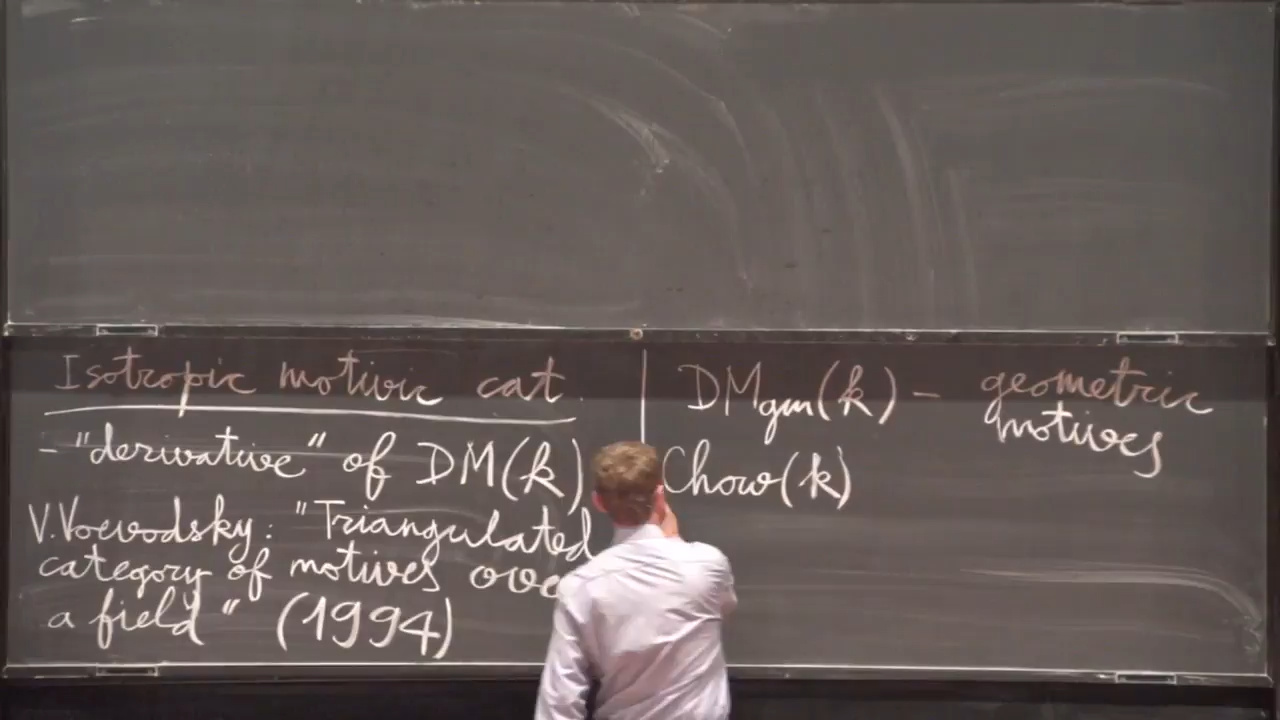 Isotropic motivic cat.
- "derivative" of DM(k)
V. Voevodsky: "Triangulated
category of motives
a field" (1994)
DMgm(k) - geometric
motives
Chow(k)